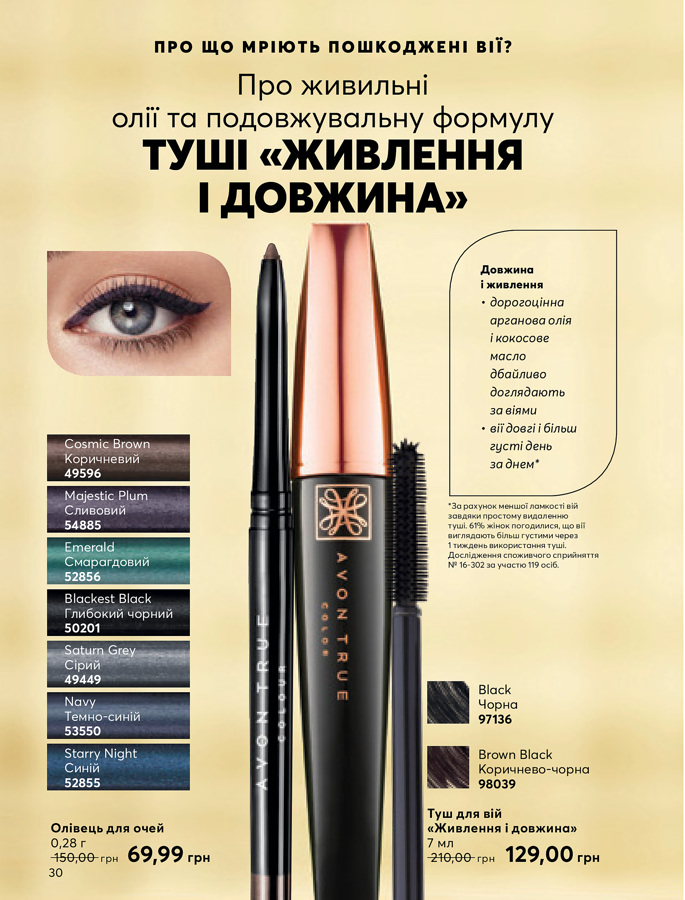 ПРО ЩО МРІЮТЬ ПОШКОДЖЕНІ ВІЇ?
Про живильні
олії та подовжувальну формулу
ТУШІ «ЖИВЛЕННЯ
І ДОВЖИНА»
Довжина
і живлення
• дорогоцінна
арганова олія
і кокосове
масло
дбайливо
доглядають
за віями
• вії довгі і більш
густі день
за днем*
*За рахунок меншої ламкості вій
завдяки простому видаленню
туші. 61% жінок погодилися, що вії
виглядають більш густими через
1 тиждень використання туші.
Дослідження споживчого сприйняття
№ 16-302 за участю 119 осіб.
Cosmic Brown
Коричневий
49596
Majestic Plum
Сливовий
54885
Emerald
Смарагдовий
52856
Blackest Black
Глибокий чорний
50201
Saturn Grey
Сірий
49449
Navy
Темно-синій
53550
Starry Night
Синій
52855
AVON TRUE
COLOUR
AVON TRUE
COLOR
Black
Чорна
97136
Brown Black
Коричнево-чорна
98039
Олівець для очей
0,28 г
150,00 грн 69,99 грн
Туш для вій
«Живлення і довжина»
7 мл
210,00 грн 129,00 грн
30